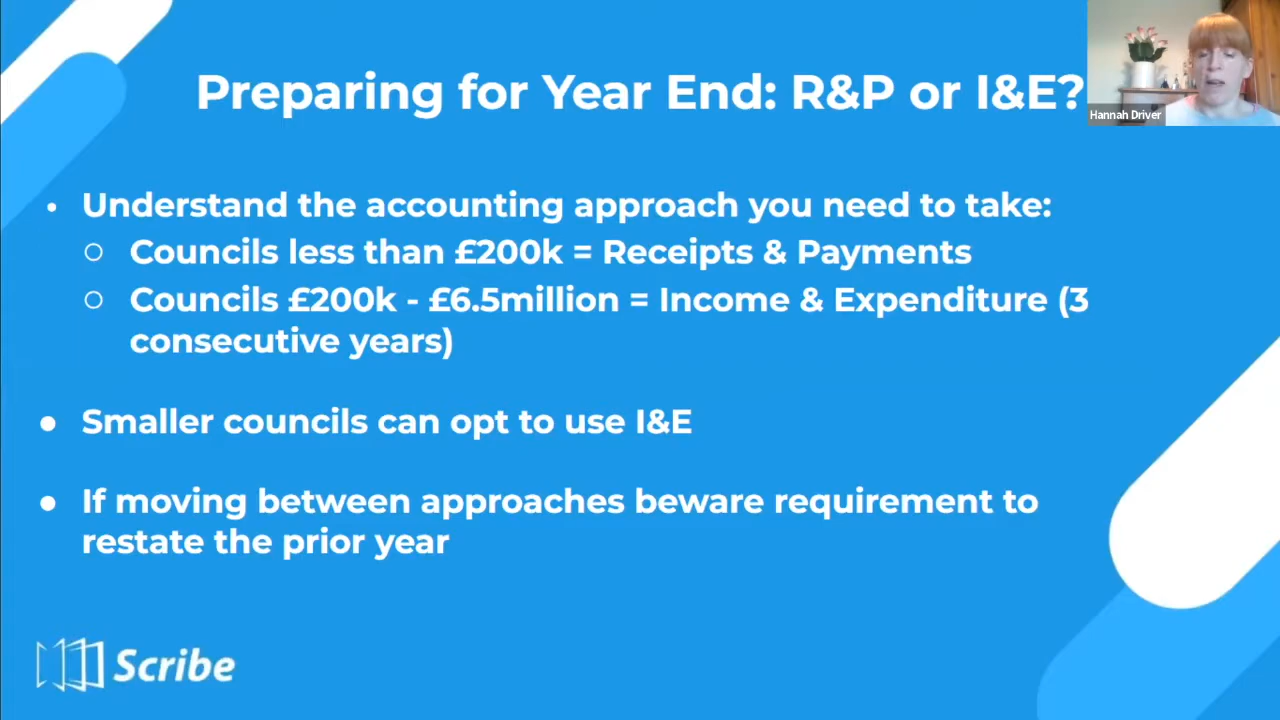 Preparing for Year End: R&P or I&E?
Hannah Driver
• Understand the accounting approach you need to take:
○ Councils less than £200k = Receipts & Payments
○ Councils £200k - £6.5million = Income & Expenditure (3
consecutive years)
● Smaller councils can opt to use I&E
● If moving between approaches beware requirement to
restate the prior year
Scribe